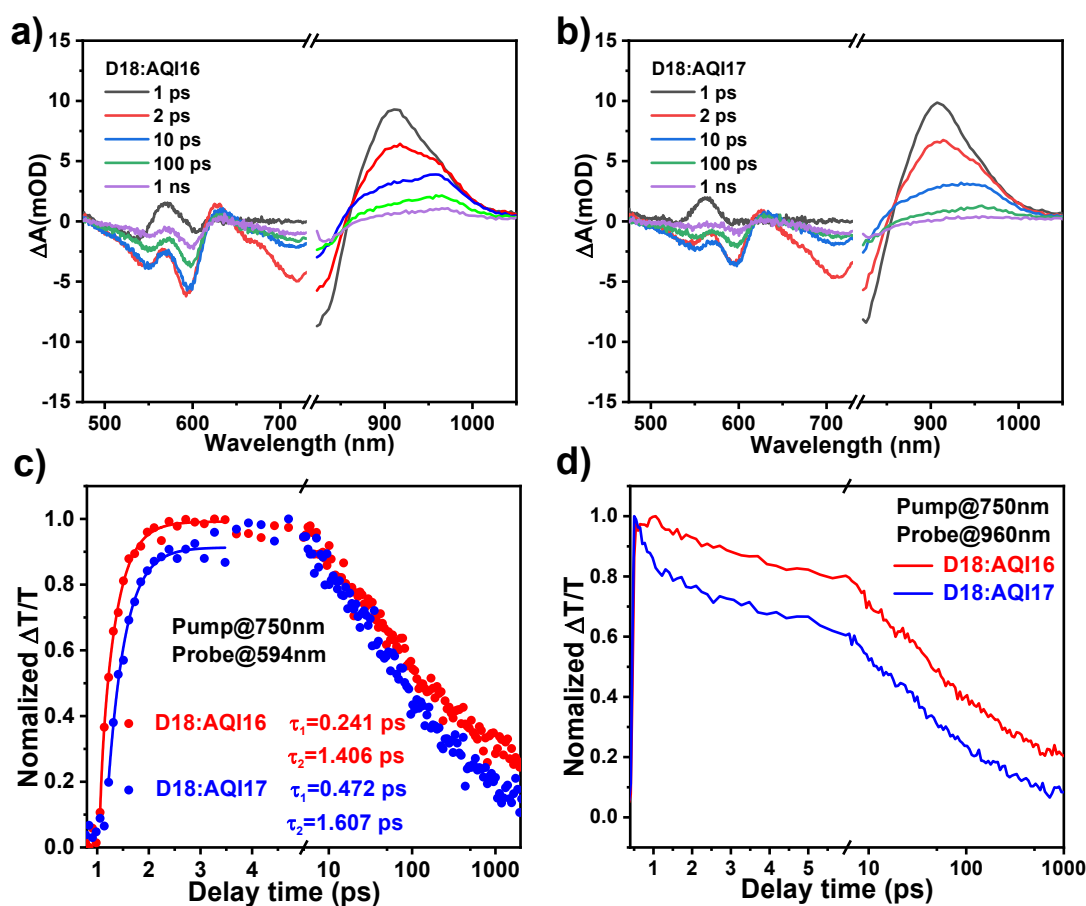 a)
15
10
5
0
-5
-10
-15
ΔA(mOD)
D18:AQI16
1 ps
2 ps
10 ps
100 ps
1 ns
500 600 700 900 1000
Wavelength (nm)
b)
15
10
5
0
-5
-10
-15
ΔA(mOD)
D18:AQI17
1 ps
2 ps
10 ps
100 ps
1 ns
500 600 700 900 1000
Wavelength (nm)
c)
1.0
0.8
0.6
0.4
0.2
0.0
Nomalized ΔT/T
Pump@750nm
Probe@594nm
D18:AQI16 τ₁=0.241 ps
τ₂=1.406 ps
D18:AQI17 τ₁=0.472 ps
τ₂=1.607 ps
1 2 3 4 10 100 1000
Delay time (ps)
d)
1.0
0.8
0.6
0.4
0.2
0.0
Nomalized ΔT/T
Pump@750nm
Probe@960nm
D18:AQI16
D18:AQI17
1 2 3 4 5 10 100 1000
Delay time (ps)